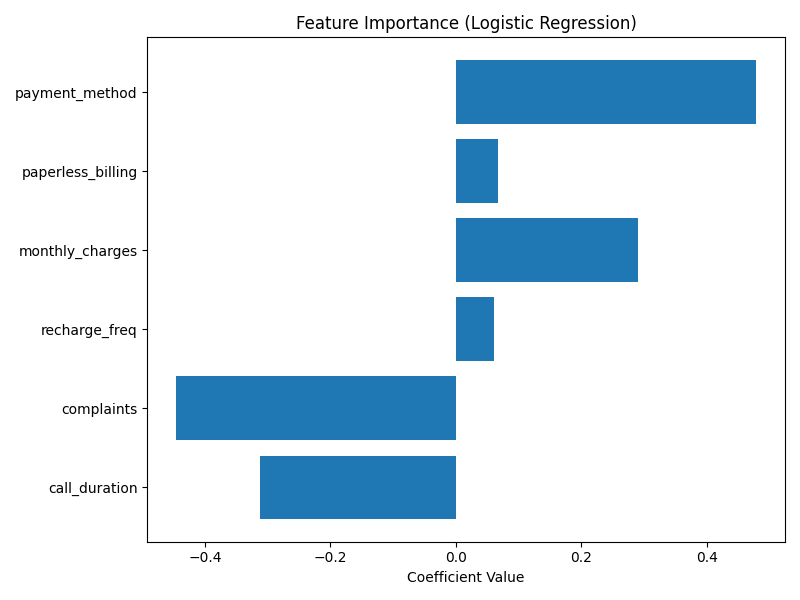 Feature Importance (Logistic Regression)
payment_method
paperless_billing
monthly_charges
recharge_freq
complaints
call_duration
−0.4 −0.2 0.0 0.2 0.4
Coefficient Value